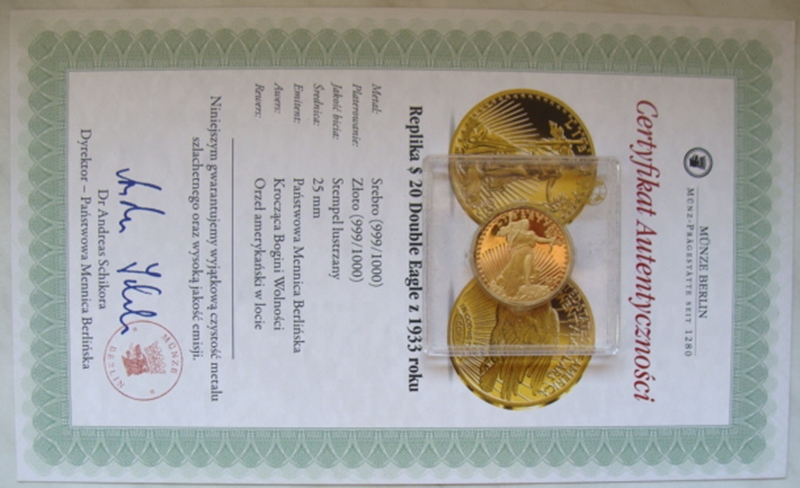 MÜNZE BERLIN
MÜNZ-PRÄGESTÄTTE SEIT 1280
Certyfikat Autentyczności
Replika $ 20 Double Eagle z 1933 roku
Metal: Srebro (999/1000)
Platerowanie: Złoto (999/1000)
Jakość bicia: Stempel lustrzany
Średnica: 25 mm
Emitent: Państwowa Mennica Berlińska
Awers: Krocząca Bogini Wolności
Rewers: Orzeł amerykański w locie
Niniejszym gwarantujemy wyjątkową czystość metalu
szlachetnego oraz wysoką jakość emisji.
MÜNZE
BERLIN
Dr Andreas Schikora
Dyrektor – Państwowa Mennica Berlińska